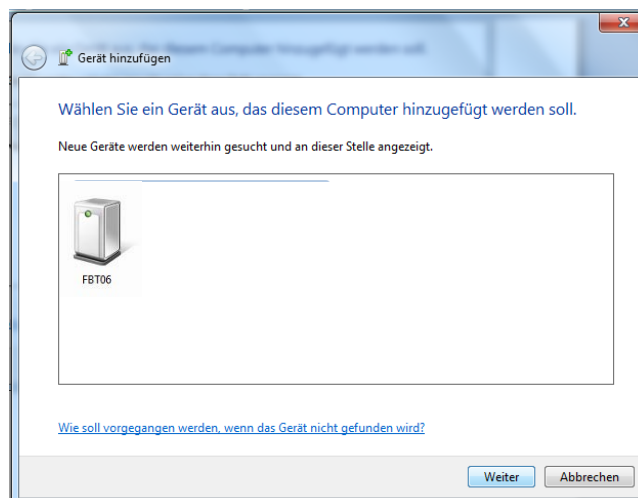 Gerät hinzufügen
Wählen Sie ein Gerät aus, das diesem Computer hinzugefügt werden soll.
Neue Geräte werden weiterhin gesucht und an dieser Stelle angezeigt.
FBT06
Wie soll vorgegangen werden, wenn das Gerät nicht gefunden wird?
Weiter
Abbrechen